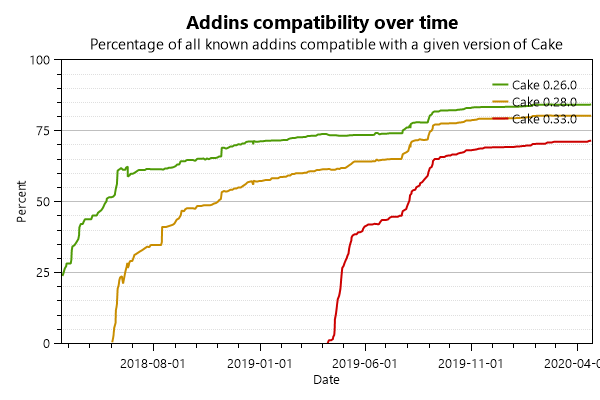 Addins compatibility over time
Percentage of all known addins compatible with a given version of Cake
100
75
50
25
0
Percent
Cake 0.26.0
Cake 0.28.0
Cake 0.33.0
2018-08-01
2019-01-01
2019-06-01
2019-11-01
2020-04-0
Date